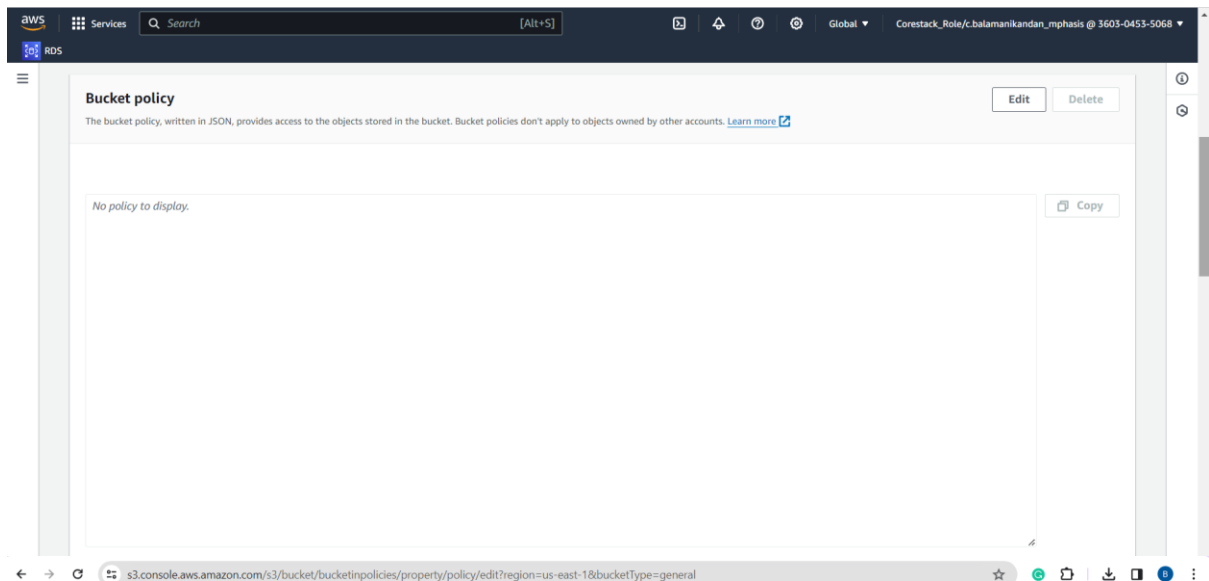 aws Services Search [Alt+S] Global Corestack_Role/c.balamanikandan_mphasis @ 3603-0453-5068
RDS
Bucket policy Edit Delete
The bucket policy, written in JSON, provides access to the objects stored in the bucket. Bucket policies don't apply to objects owned by other accounts. Learn more
No policy to display. Copy
s3.console.aws.amazon.com/s3/bucket/bucketinpolicies/property/policy/edit?region=us-east-1&bucketType=general B